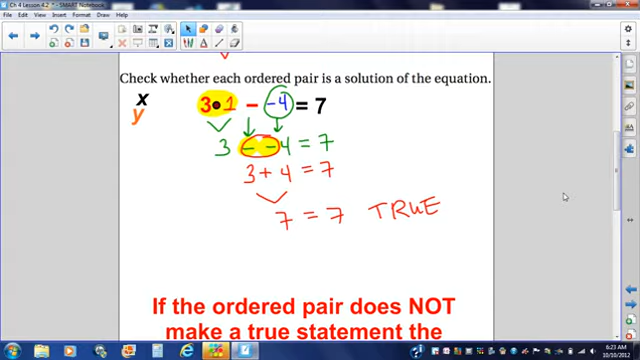 Ch 4 Lesson 4.2 * - SMART Notebook
File Edit View Insert Format Draw Help
Check whether each ordered pair is a solution of the equation.
x
y
3•1 - -4 = 7
3 - - 4 = 7
3 + 4 = 7
7 = 7 TRUE
If the ordered pair does NOT
make a true statement the
6:23 AM
10/10/2012